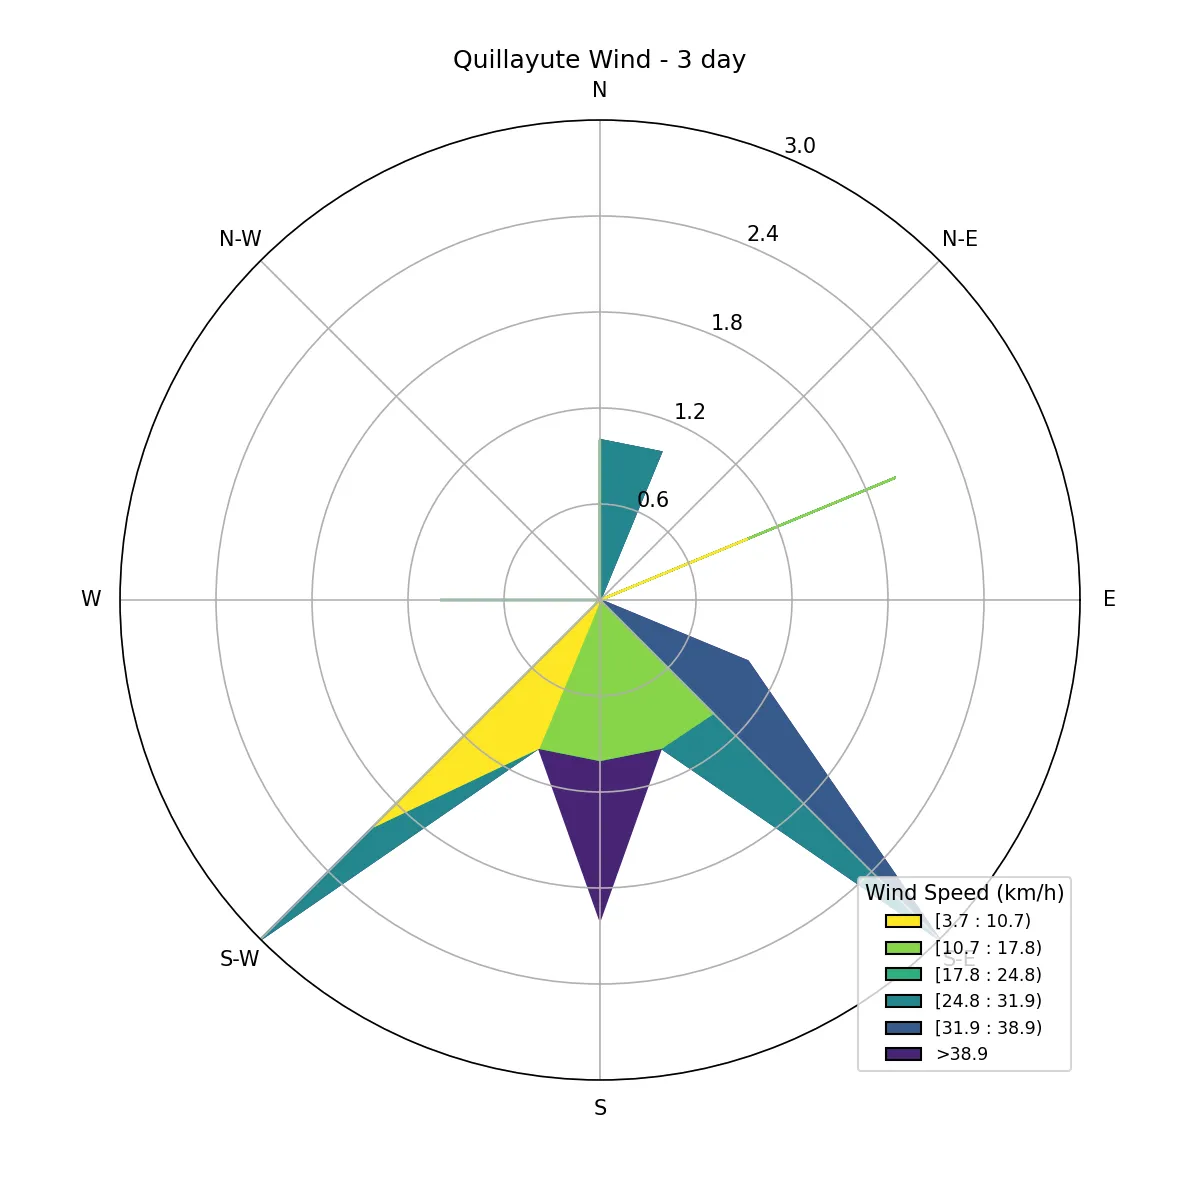 Quillayute Wind - 3 day
N
3.0
N-W
2.4
N-E
1.8
1.2
0.6
W
E
Wind Speed (km/h)
[3.7 : 10.7)
[10.7 : 17.8)
S-W
S-E
[17.8 : 24.8)
[24.8 : 31.9)
[31.9 : 38.9)
>38.9
S